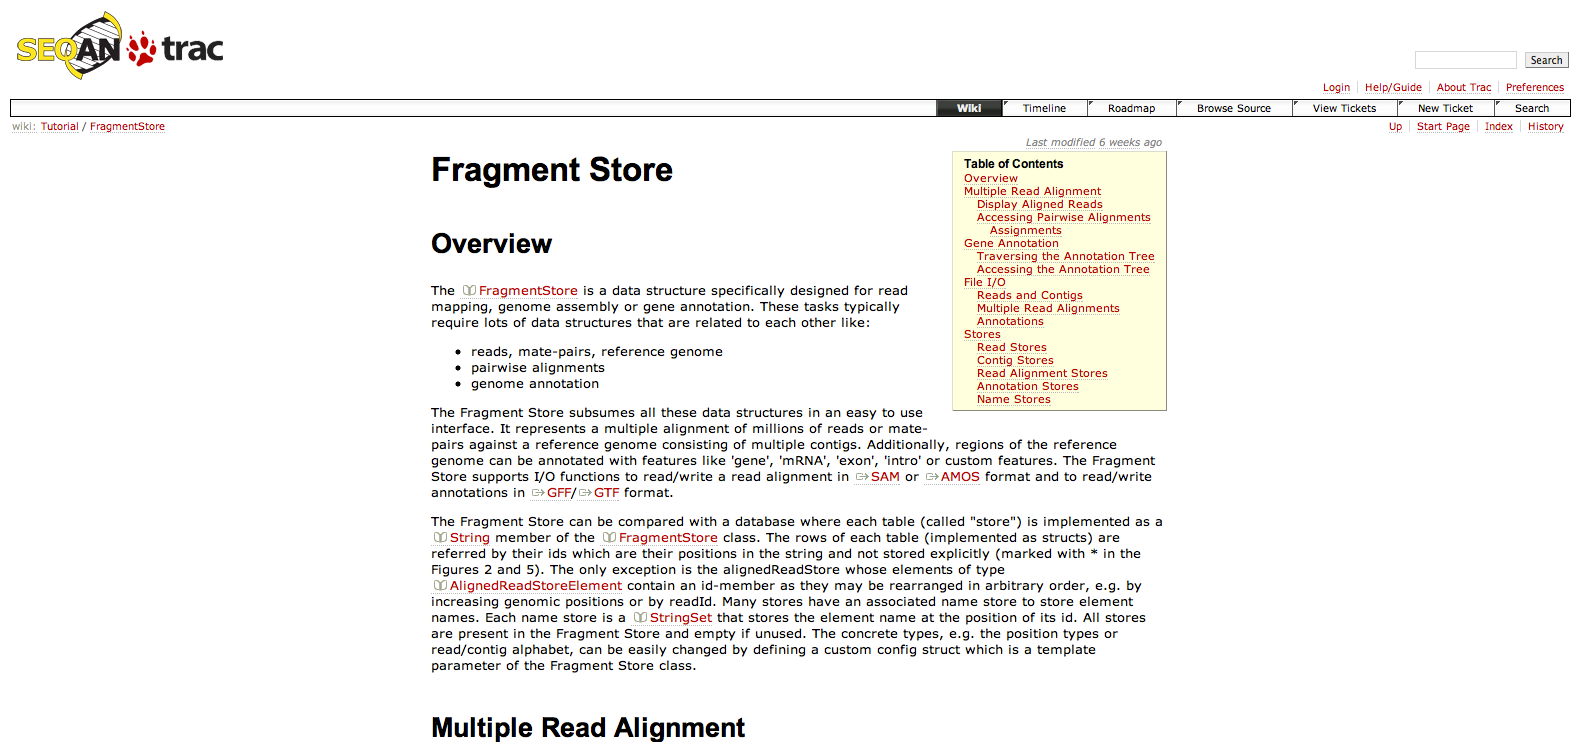 SEQAN trac
Search
Login Help/Guide About Trac Preferences
Wiki Timeline Roadmap Browse Source View Tickets New Ticket Search
wiki: Tutorial / FragmentStore
Up Start Page Index History
Last modified 6 weeks ago
Fragment Store
Table of Contents
Overview
Multiple Read Alignment
Display Aligned Reads
Accessing Pairwise Alignments
Assignments
Gene Annotation
Traversing the Annotation Tree
Accessing the Annotation Tree
File I/O
Reads and Contigs
Multiple Read Alignments
Annotations
Stores
Read Stores
Contig Stores
Read Alignment Stores
Annotation Stores
Name Stores
Overview
The FragmentStore is a data structure specifically designed for read
mapping, genome assembly or gene annotation. These tasks typically
require lots of data structures that are related to each other like:
• reads, mate-pairs, reference genome
• pairwise alignments
• genome annotation
The Fragment Store subsumes all these data structures in an easy to use
interface. It represents a multiple alignment of millions of reads or mate-
pairs against a reference genome consisting of multiple contigs. Additionally, regions of the reference
genome can be annotated with features like 'gene', 'mRNA', 'exon', 'intro' or custom features. The Fragment
Store supports I/O functions to read/write a read alignment in SAM or AMOS format and to read/write
annotations in GFF/GTF format.
The Fragment Store can be compared with a database where each table (called "store") is implemented as a
String member of the FragmentStore class. The rows of each table (implemented as structs) are
referred by their ids which are their positions in the string and not stored explicitly (marked with * in the
Figures 2 and 5). The only exception is the alignedReadStore whose elements of type
AlignedReadStoreElement contain an id-member as they may be rearranged in arbitrary order, e.g. by
increasing genomic positions or by readId. Many stores have an associated name store to store element
names. Each name store is a StringSet that stores the element name at the position of its id. All stores
are present in the Fragment Store and empty if unused. The concrete types, e.g. the position types or
read/contig alphabet, can be easily changed by defining a custom config struct which is a template
parameter of the Fragment Store class.
Multiple Read Alignment